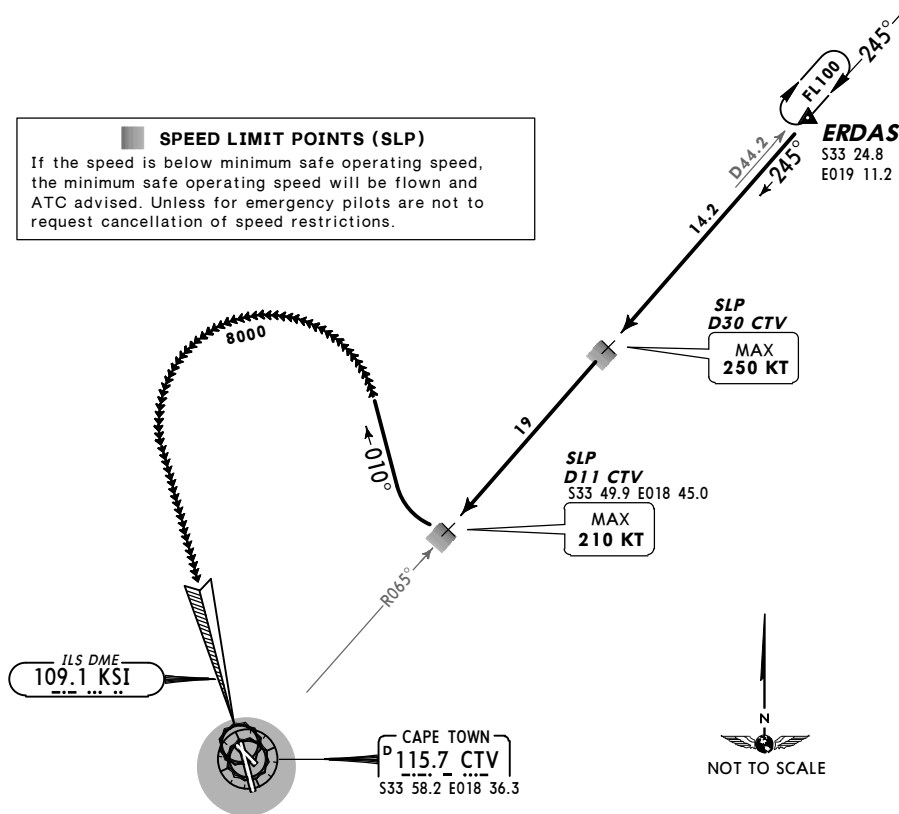 245°
FL100
ERDAS
S33 24.8
E019 11.2
D44.2
245°
SPEED LIMIT POINTS (SLP)
If the speed is below minimum safe operating speed,
the minimum safe operating speed will be flown and
ATC advised. Unless for emergency pilots are not to
request cancellation of speed restrictions.
14.2
SLP
D30 CTV
MAX
250 KT
8000
19
010°
SLP
D11 CTV
S33 49.9 E018 45.0
MAX
210 KT
R065°
ILS DME
109.1 KSI
CAPE TOWN
D 115.7 CTV
S33 58.2 E018 36.3
N
NOT TO SCALE